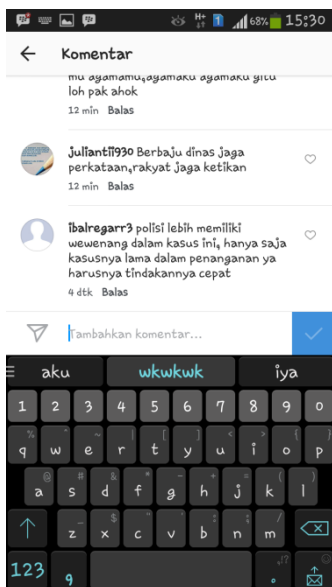 H+
1
68%
15:30
Komentar
mu agamamu,agamaku agamaku gitu
loh pak ahok
12 min Balas
juliantii930 Berbaju dinas jaga
perkataan,rakyat jaga ketikan
12 min Balas
ibalregarr3 polisi lebih memiliki
wewenang dalam kasus ini, hanya saja
kasusnya lama dalam penanganan ya
harusnya tindakannya cepat
4 dtk Balas
Tambahkan komentar...
aku wkwkwk iya
1 2 3 4 5 6 7 8 9 0
q w e r t y u i o p
a s d f g h j k l
z x c v b n m
123 , .